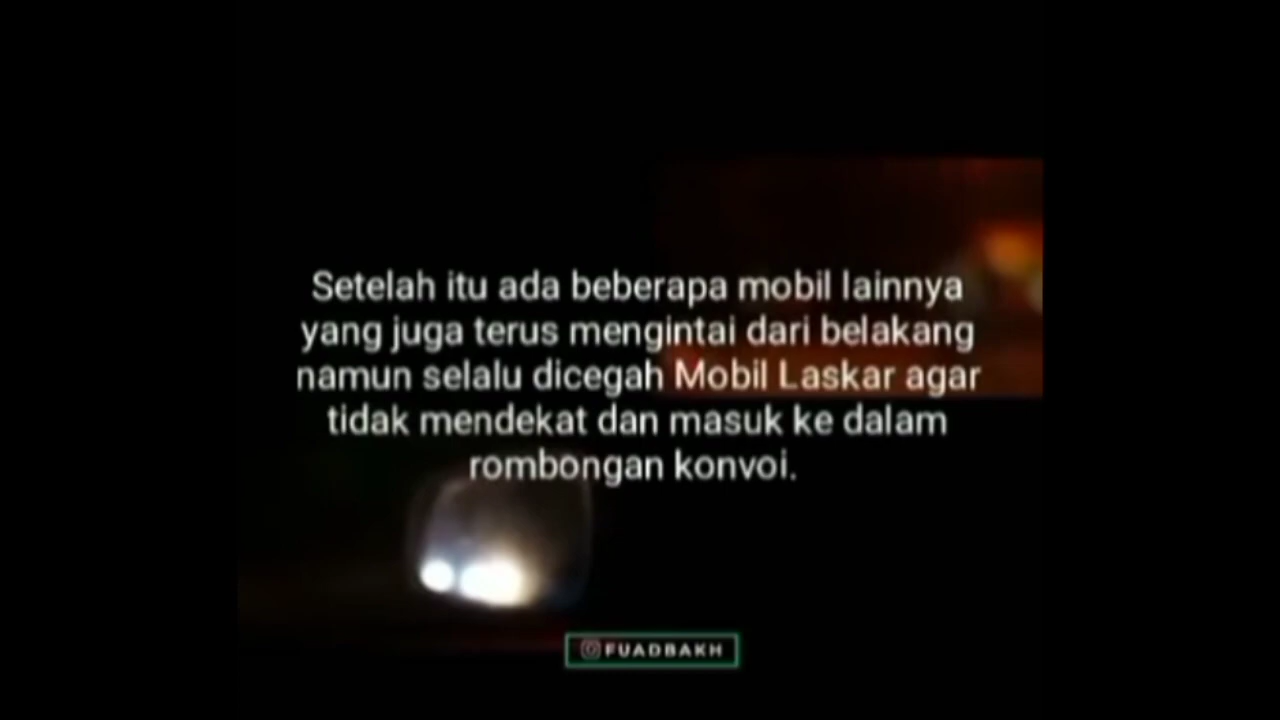 Setelah itu ada beberapa mobil lainnya
yang juga terus mengintai dari belakang
namun selalu dicegah Mobil Laskar agar
tidak mendekat dan masuk ke dalam
rombongan konvoi.
FUADBAKH